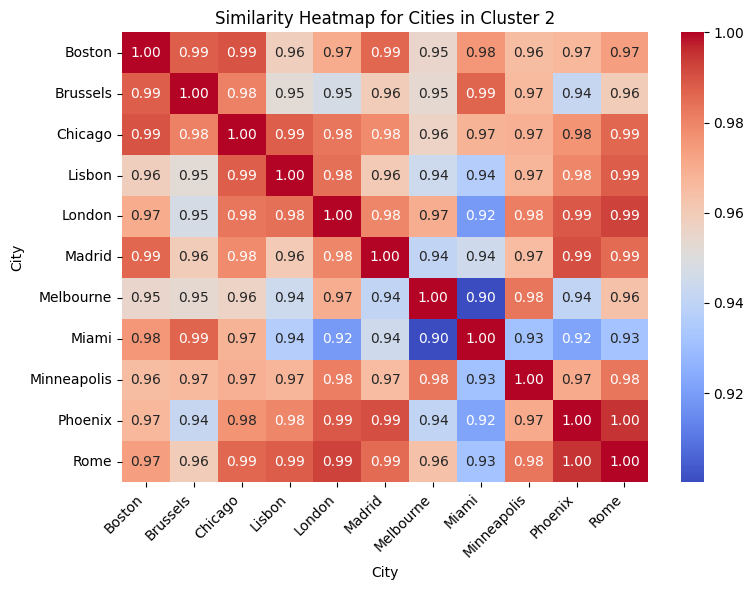 Similarity Heatmap for Cities in Cluster 2
Boston 1.00 0.99 0.99 0.96 0.97 0.99 0.95 0.98 0.96 0.97 0.97
Brussels 0.99 1.00 0.98 0.95 0.95 0.96 0.95 0.99 0.97 0.94 0.96
Chicago 0.99 0.98 1.00 0.99 0.98 0.98 0.96 0.97 0.97 0.98 0.99
Lisbon 0.96 0.95 0.99 1.00 0.98 0.96 0.94 0.94 0.97 0.98 0.99
London 0.97 0.95 0.98 0.98 1.00 0.98 0.97 0.92 0.98 0.99 0.99
Madrid 0.99 0.96 0.98 0.96 0.98 1.00 0.94 0.94 0.97 0.99 0.99
Melbourne 0.95 0.95 0.96 0.94 0.97 0.94 1.00 0.90 0.98 0.94 0.96
Miami 0.98 0.99 0.97 0.94 0.92 0.94 0.90 1.00 0.93 0.92 0.93
Minneapolis 0.96 0.97 0.97 0.97 0.98 0.97 0.98 0.93 1.00 0.97 0.98
Phoenix 0.97 0.94 0.98 0.98 0.99 0.99 0.94 0.92 0.97 1.00 1.00
Rome 0.97 0.96 0.99 0.99 0.99 0.99 0.96 0.93 0.98 1.00 1.00
City
Boston Brussels Chicago Lisbon London Madrid Melbourne Miami Minneapolis Phoenix Rome
City
1.00
0.98
0.96
0.94
0.92